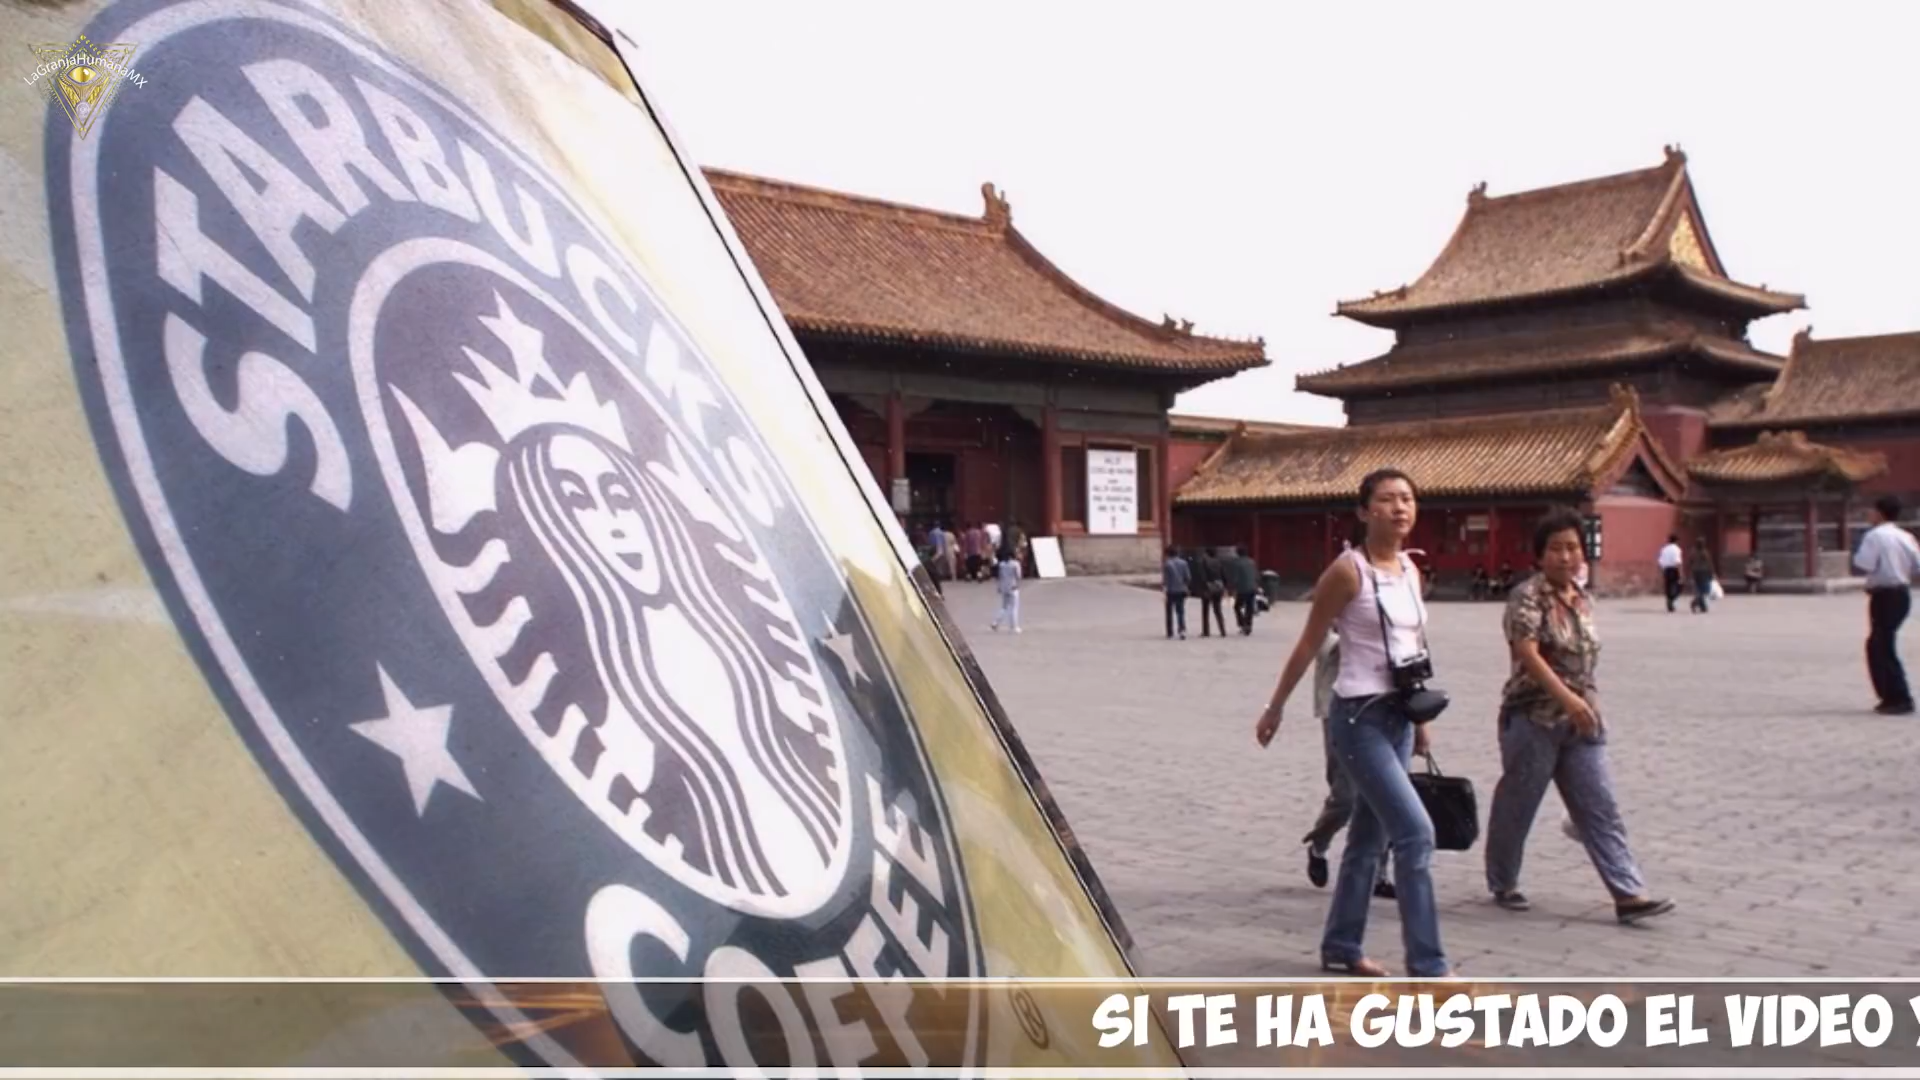 LaGranjaHumanaMX
STARBUCKS
COFFEE
®
SI TE HA GUSTADO EL VIDEO